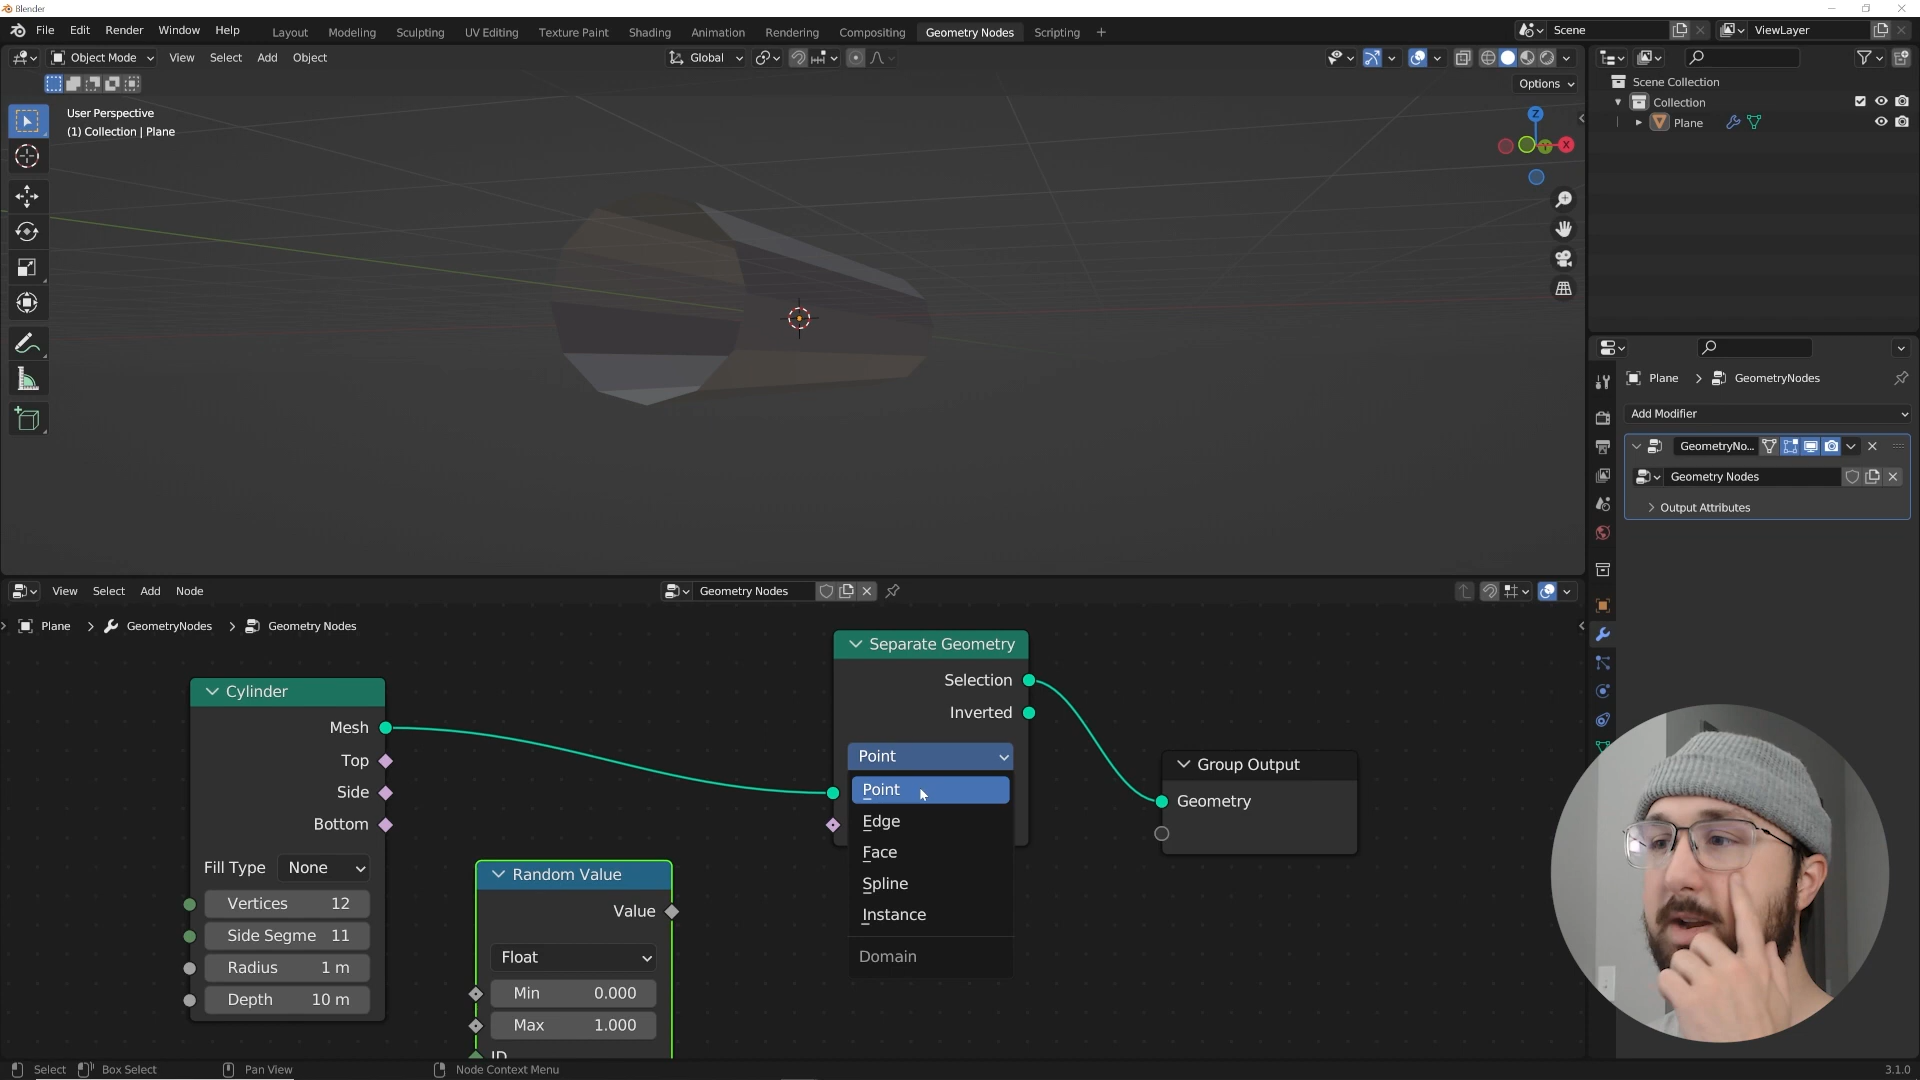 Blender
File Edit Render Window Help
Layout Modeling Sculpting UV Editing Texture Paint Shading Animation Rendering Compositing Geometry Nodes Scripting +
Scene
ViewLayer
Object Mode View Select Add Object
Global
Options
User Perspective
(1) Collection | Plane
Z
X
Scene Collection
Collection
Plane
Plane > GeometryNodes
Add Modifier
GeometryNo...
Geometry Nodes
Output Attributes
View Select Add Node
Geometry Nodes
Plane > GeometryNodes > Geometry Nodes
Cylinder
Mesh
Top
Side
Bottom
Fill Type None
Vertices 12
Side Segme 11
Radius 1 m
Depth 10 m
Random Value
Value
Float
Min 0.000
Max 1.000
ID
Separate Geometry
Selection
Inverted
Point
Point
Edge
Face
Spline
Instance
Domain
Group Output
Geometry
Select Box Select Pan View Node Context Menu
3.1.0